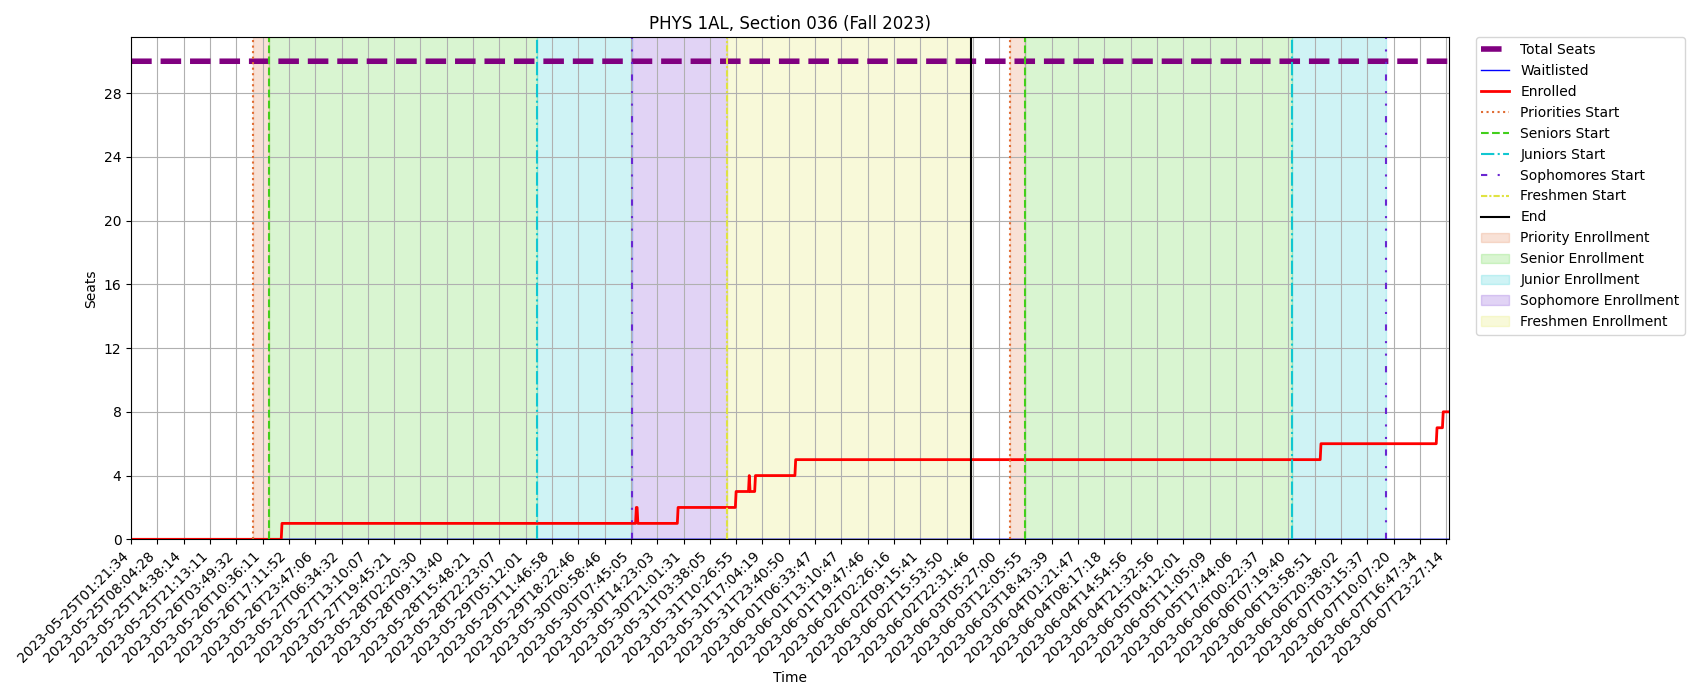 PHYS 1AL, Section 036 (Fall 2023)
Seats
28
24
20
16
12
8
4
0
2023-05-25T01:21:34
2023-05-25T08:04:28
2023-05-25T14:38:14
2023-05-25T21:13:11
2023-05-26T03:49:32
2023-05-26T10:36:11
2023-05-26T17:11:52
2023-05-26T23:47:06
2023-05-27T06:34:32
2023-05-27T13:10:07
2023-05-27T19:45:21
2023-05-28T02:20:30
2023-05-28T09:13:40
2023-05-28T15:48:21
2023-05-28T22:23:07
2023-05-29T05:12:01
2023-05-29T11:46:58
2023-05-29T18:22:46
2023-05-30T00:58:46
2023-05-30T07:45:05
2023-05-30T14:23:03
2023-05-30T21:01:31
2023-05-31T03:38:05
2023-05-31T10:26:55
2023-05-31T17:04:19
2023-05-31T23:40:50
2023-06-01T06:33:47
2023-06-01T13:10:47
2023-06-01T19:47:46
2023-06-02T02:26:16
2023-06-02T09:15:41
2023-06-02T15:53:50
2023-06-02T22:31:46
2023-06-03T05:27:00
2023-06-03T12:05:55
2023-06-03T18:43:39
2023-06-04T01:21:47
2023-06-04T08:17:18
2023-06-04T14:54:56
2023-06-04T21:32:56
2023-06-05T04:12:01
2023-06-05T11:05:09
2023-06-05T17:44:06
2023-06-06T00:22:37
2023-06-06T07:19:40
2023-06-06T13:58:51
2023-06-06T20:38:02
2023-06-07T03:15:37
2023-06-07T10:07:20
2023-06-07T16:47:34
2023-06-07T23:27:14
Time
Total Seats
Waitlisted
Enrolled
Priorities Start
Seniors Start
Juniors Start
Sophomores Start
Freshmen Start
End
Priority Enrollment
Senior Enrollment
Junior Enrollment
Sophomore Enrollment
Freshmen Enrollment